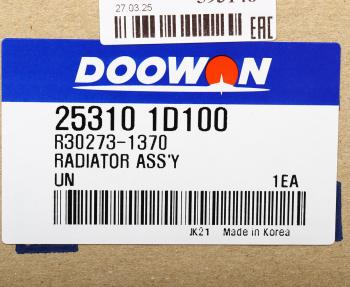 27.03.25
EAC
DOOWON
25310 1D100
R30273-1370
RADIATOR ASS'Y
UN 1EA
JK21 Made in Korea